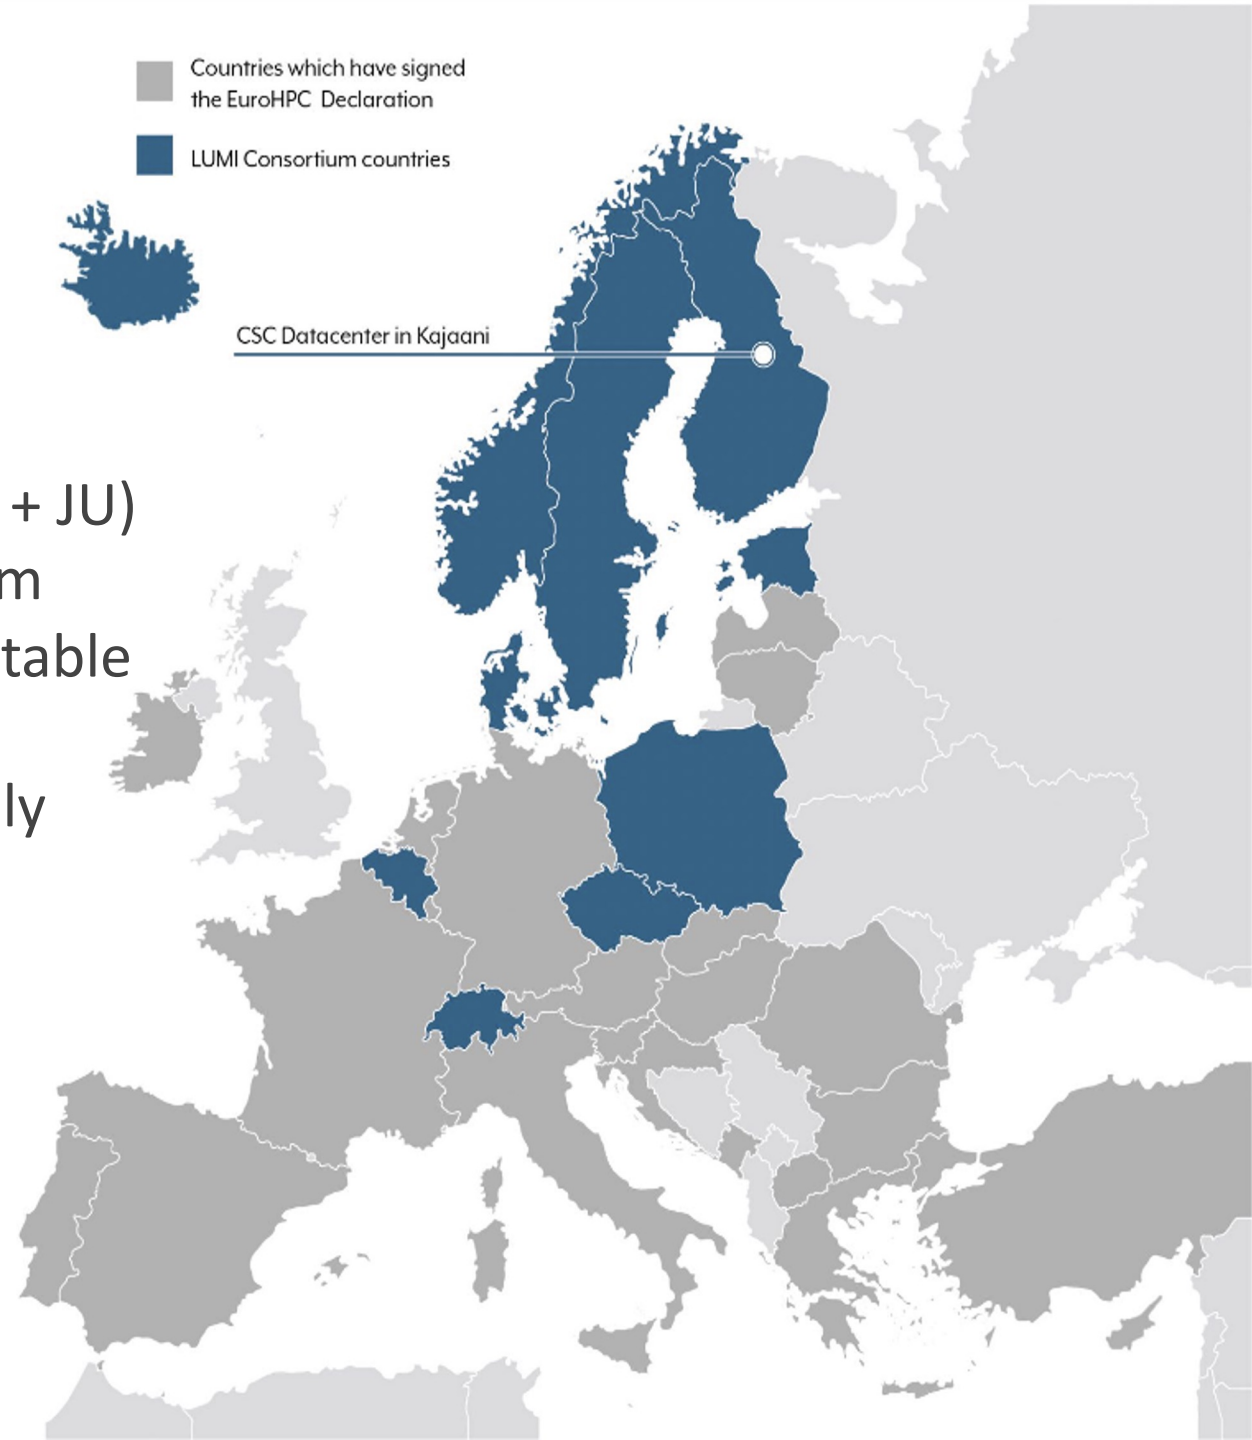 Countries which have signed
the EuroHPC Declaration
LUMI Consortium countries
CSC Datacenter in Kajaani
+ JU)
m
table
ly